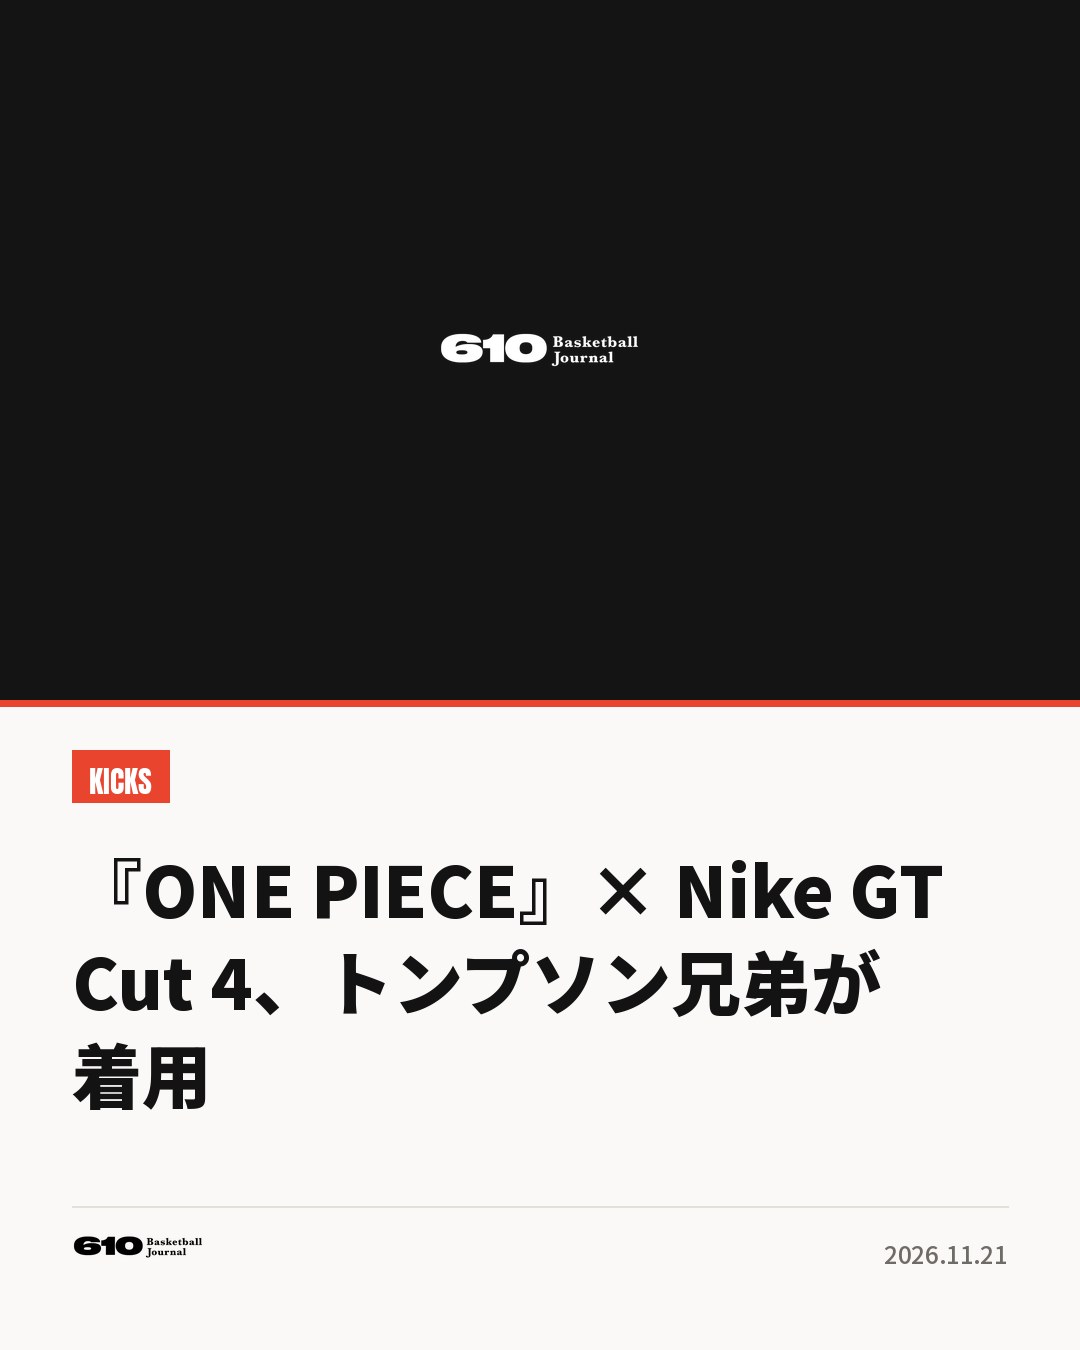 610 Basketball
Journal
KICKS
『ONE PIECE』× Nike GT
Cut 4、トンプソン兄弟が
着用
610 Basketball
Journal
2026.11.21